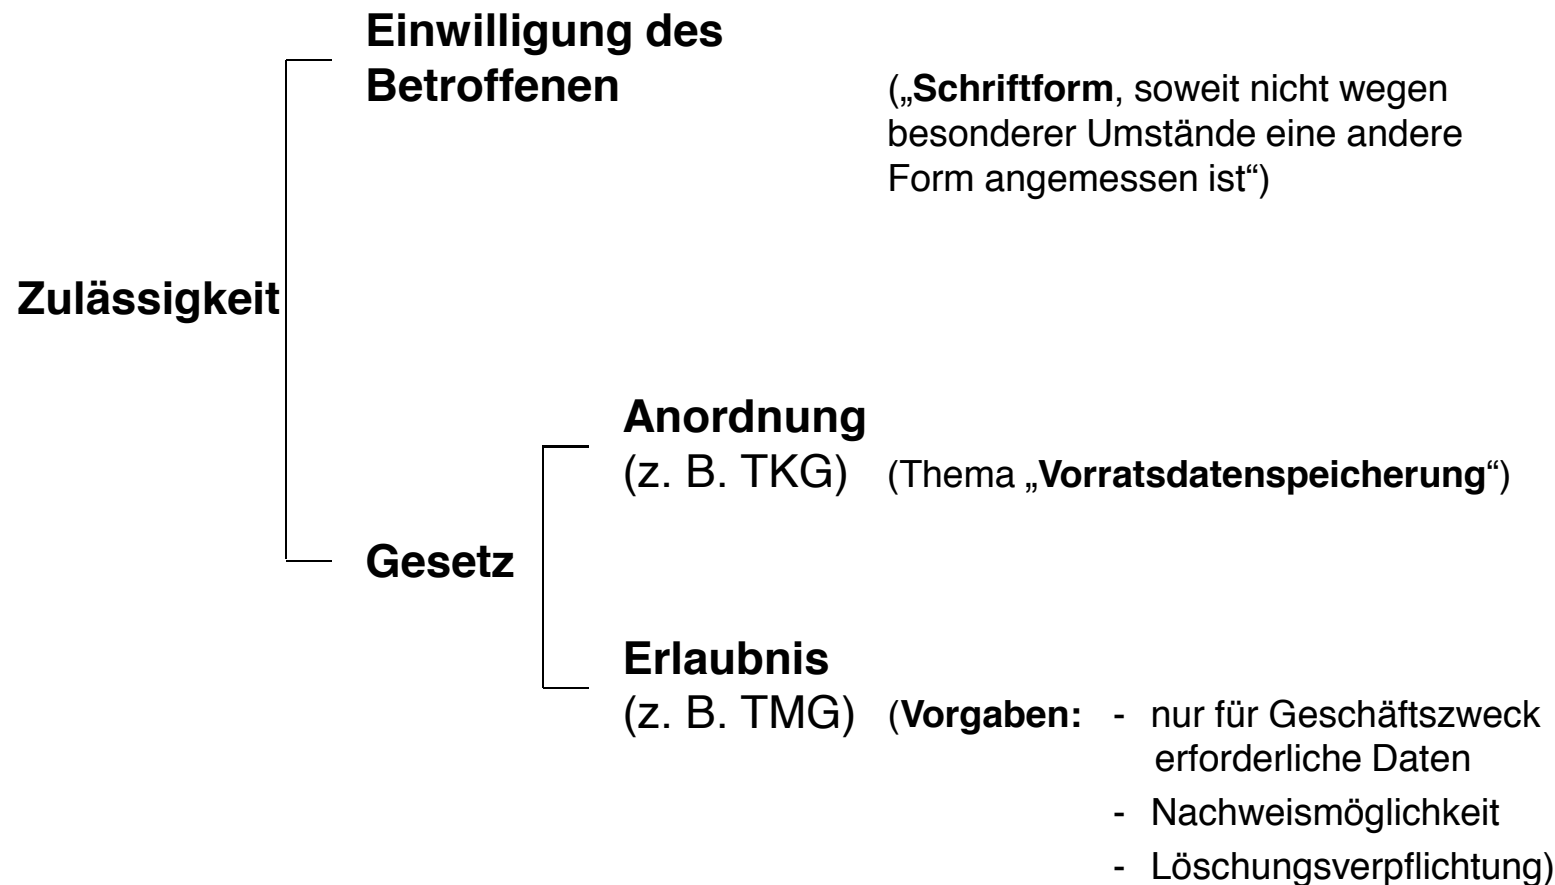 Einwilligung des
Betroffenen
(„Schriftform, soweit nicht wegen
besonderer Umstände eine andere
Form angemessen ist“)
Zulässigkeit
Anordnung
(z. B. TKG) (Thema „Vorratsdatenspeicherung“)
Gesetz
Erlaubnis
(z. B. TMG) (Vorgaben: - nur für Geschäftszweck
erforderliche Daten
- Nachweismöglichkeit
- Löschungsverpflichtung)